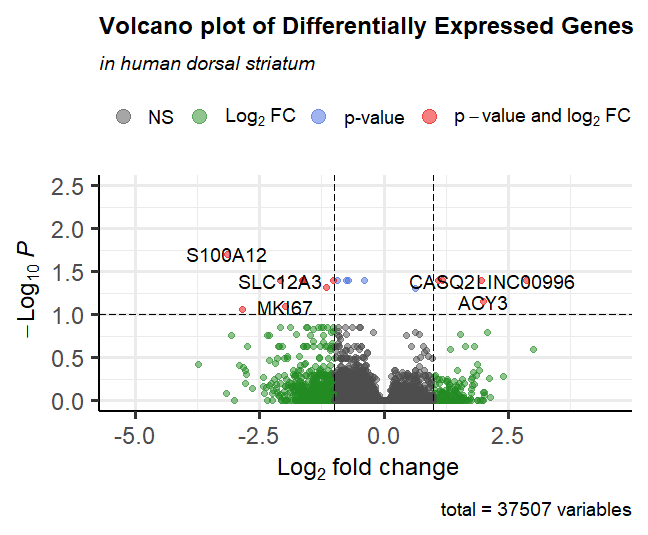 Volcano plot of Differentially Expressed Genes
in human dorsal striatum
NS Log2 FC p-value p – value and log2 FC
2.5
2.0
1.5
1.0
0.5
0.0
−Log10 P
S100A12
SLC12A3 CASQ2 LINC00996
MKI67 ACY3
-5.0 -2.5 0.0 2.5
Log2 fold change
total = 37507 variables